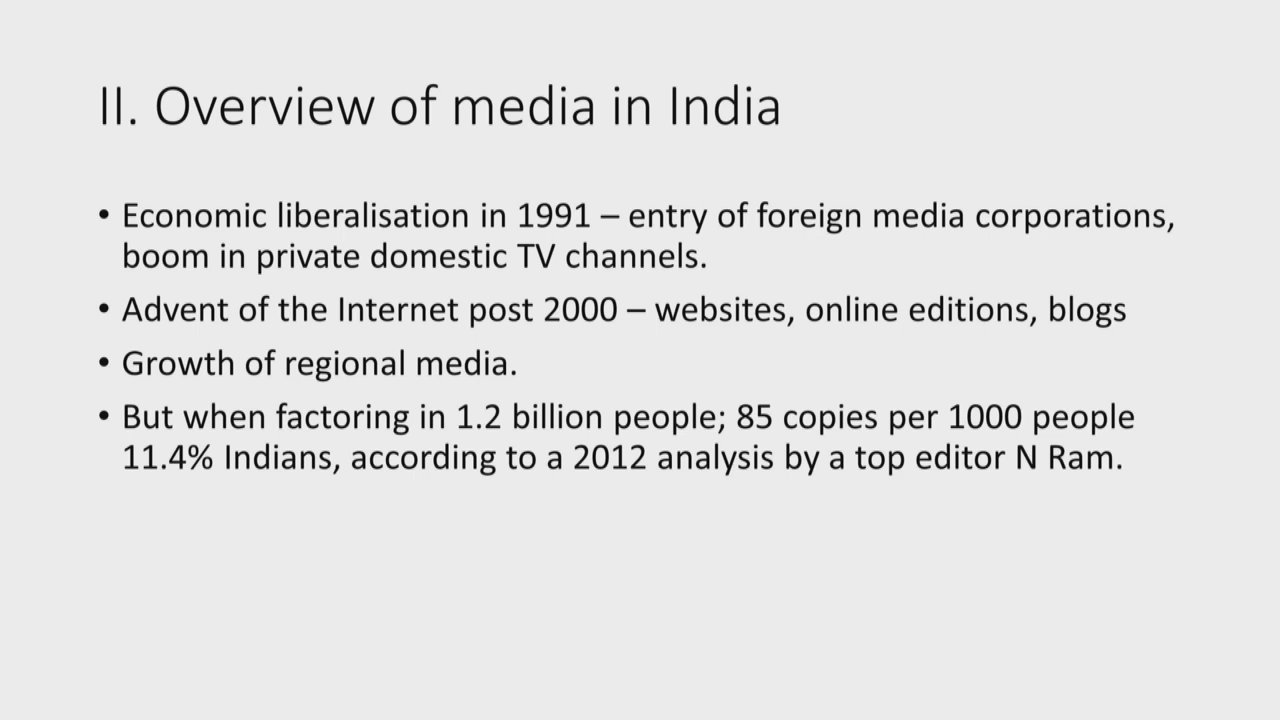 II. Overview of media in India
• Economic liberalisation in 1991 – entry of foreign media corporations,
boom in private domestic TV channels.
• Advent of the Internet post 2000 – websites, online editions, blogs
• Growth of regional media.
• But when factoring in 1.2 billion people; 85 copies per 1000 people
11.4% Indians, according to a 2012 analysis by a top editor N Ram.